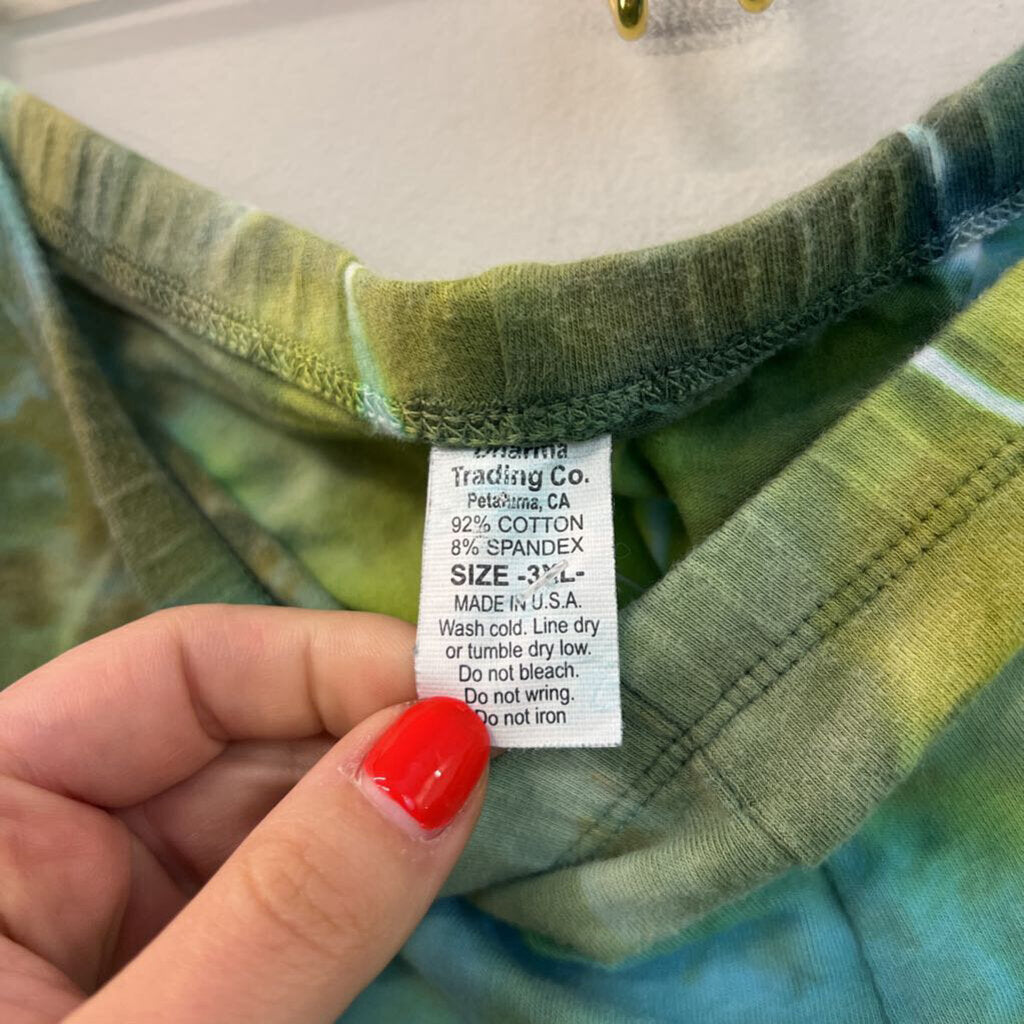 Dharma
Trading Co.
Petaluma, CA
92% COTTON
8% SPANDEX
SIZE -3XL-
MADE IN U.S.A.
Wash cold. Line dry
or tumble dry low.
Do not bleach.
Do not wring.
Do not iron